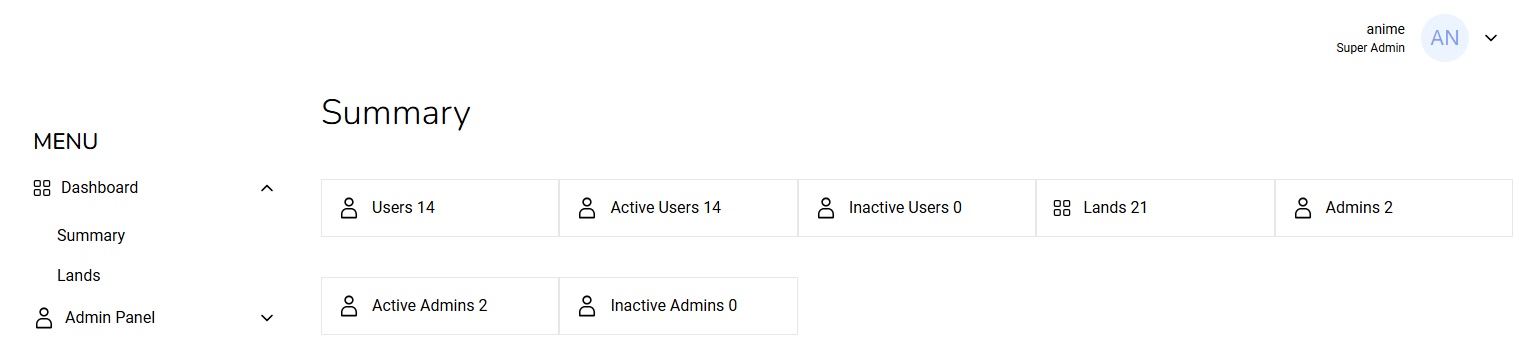 anime
Super Admin
AN
Summary
MENU
Dashboard
Summary
Lands
Admin Panel
Users 14
Active Users 14
Inactive Users 0
Lands 21
Admins 2
Active Admins 2
Inactive Admins 0